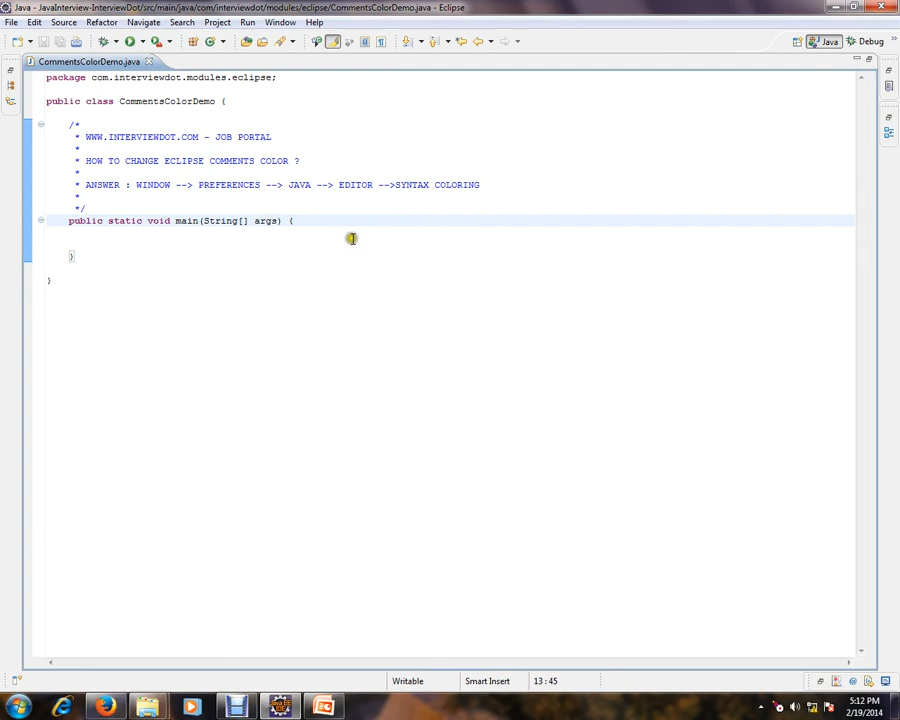 Java - JavaInterview-InterviewDot/src/main/java/com/interviewdot/modules/eclipse/CommentsColorDemo.java - Eclipse
File Edit Source Refactor Navigate Search Project Run Window Help
Java Debug
CommentsColorDemo.java
package com.interviewdot.modules.eclipse;
public class CommentsColorDemo {
/*
* WWW.INTERVIEWDOT.COM - JOB PORTAL
*
* HOW TO CHANGE ECLIPSE COMMENTS COLOR ?
*
* ANSWER : WINDOW --> PREFERENCES --> JAVA --> EDITOR -->SYNTAX COLORING
*
*/
public static void main(String[] args) {
}
}
Writable Smart Insert 13 : 45
5:12 PM
2/19/2014